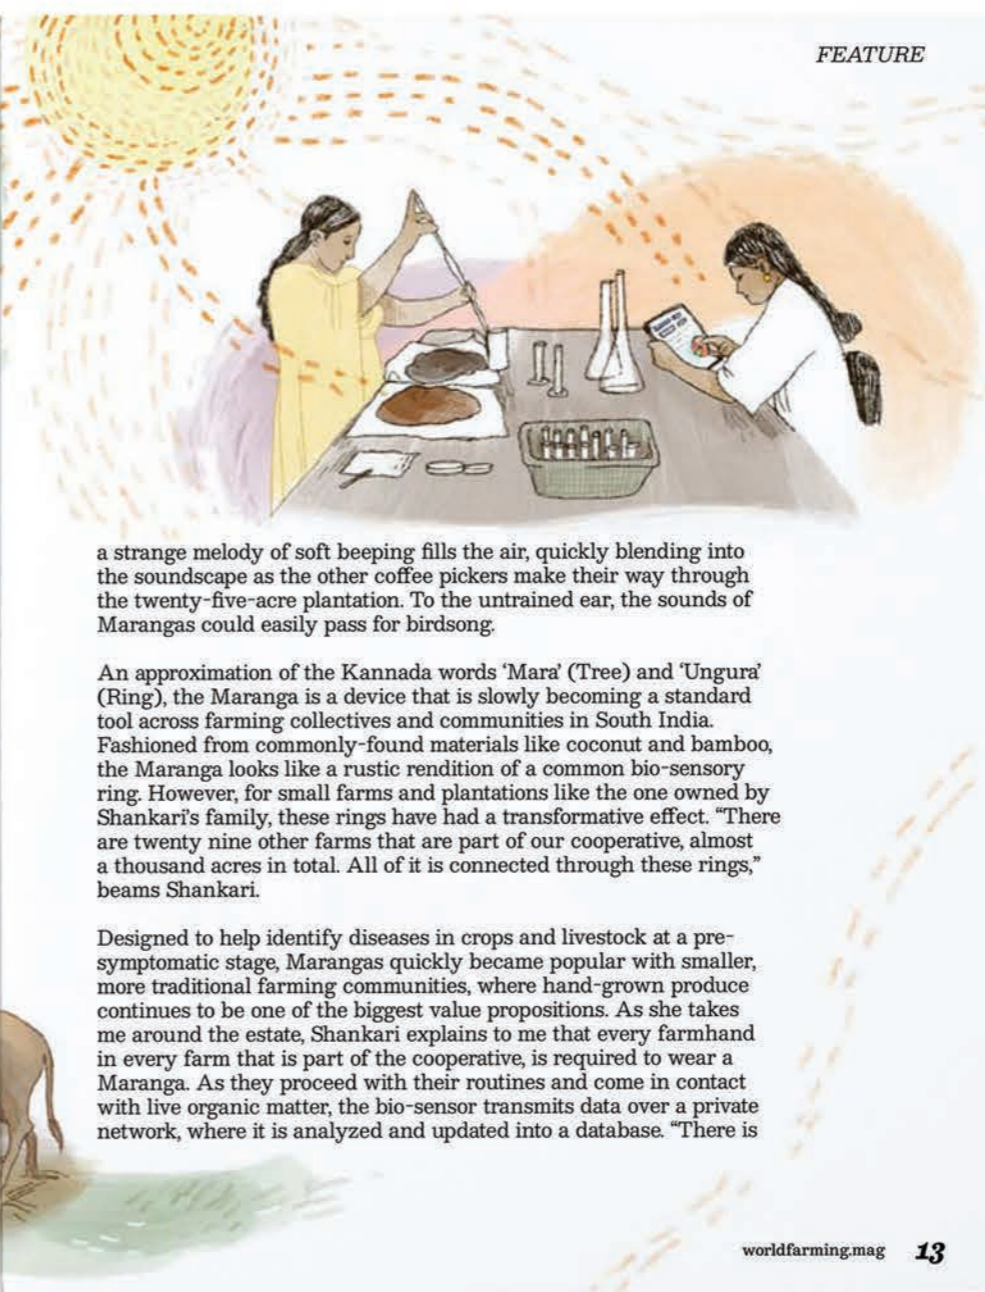 FEATURE
a strange melody of soft beeping fills the air, quickly blending into
the soundscape as the other coffee pickers make their way through
the twenty-five-acre plantation. To the untrained ear, the sounds of
Marangas could easily pass for birdsong.
An approximation of the Kannada words ‘Mara’ (Tree) and ‘Ungura’
(Ring), the Maranga is a device that is slowly becoming a standard
tool across farming collectives and communities in South India.
Fashioned from commonly-found materials like coconut and bamboo,
the Maranga looks like a rustic rendition of a common bio-sensory
ring. However, for small farms and plantations like the one owned by
Shankari’s family, these rings have had a transformative effect. “There
are twenty nine other farms that are part of our cooperative, almost
a thousand acres in total. All of it is connected through these rings,”
beams Shankari.
Designed to help identify diseases in crops and livestock at a pre-
symptomatic stage, Marangas quickly became popular with smaller,
more traditional farming communities, where hand-grown produce
continues to be one of the biggest value propositions. As she takes
me around the estate, Shankari explains to me that every farmhand
in every farm that is part of the cooperative, is required to wear a
Maranga. As they proceed with their routines and come in contact
with live organic matter, the bio-sensor transmits data over a private
network, where it is analyzed and updated into a database. “There is
worldfarming.mag 13